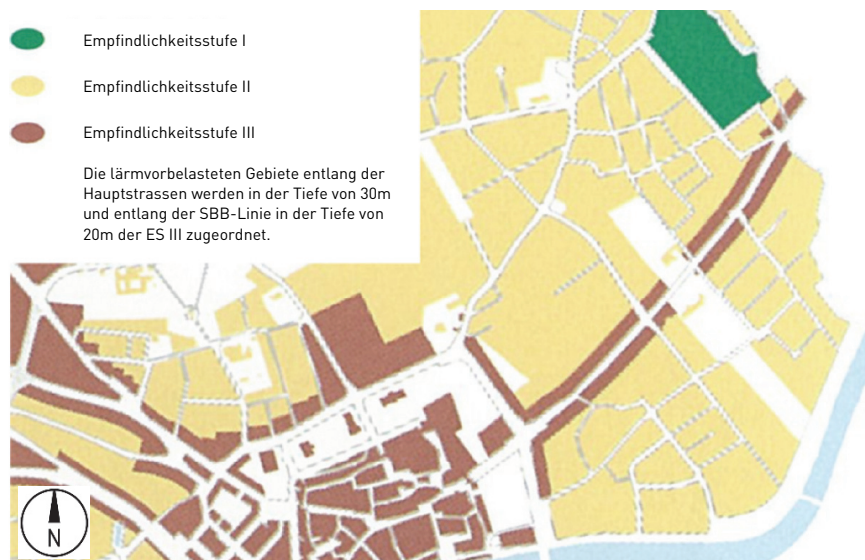 Empfindlichkeitsstufe I
Empfindlichkeitsstufe II
Empfindlichkeitsstufe III
Die lärmvorbelasteten Gebiete entlang der
Hauptstrassen werden in der Tiefe von 30m
und entlang der SBB-Linie in der Tiefe von
20m der ES III zugeordnet.
N